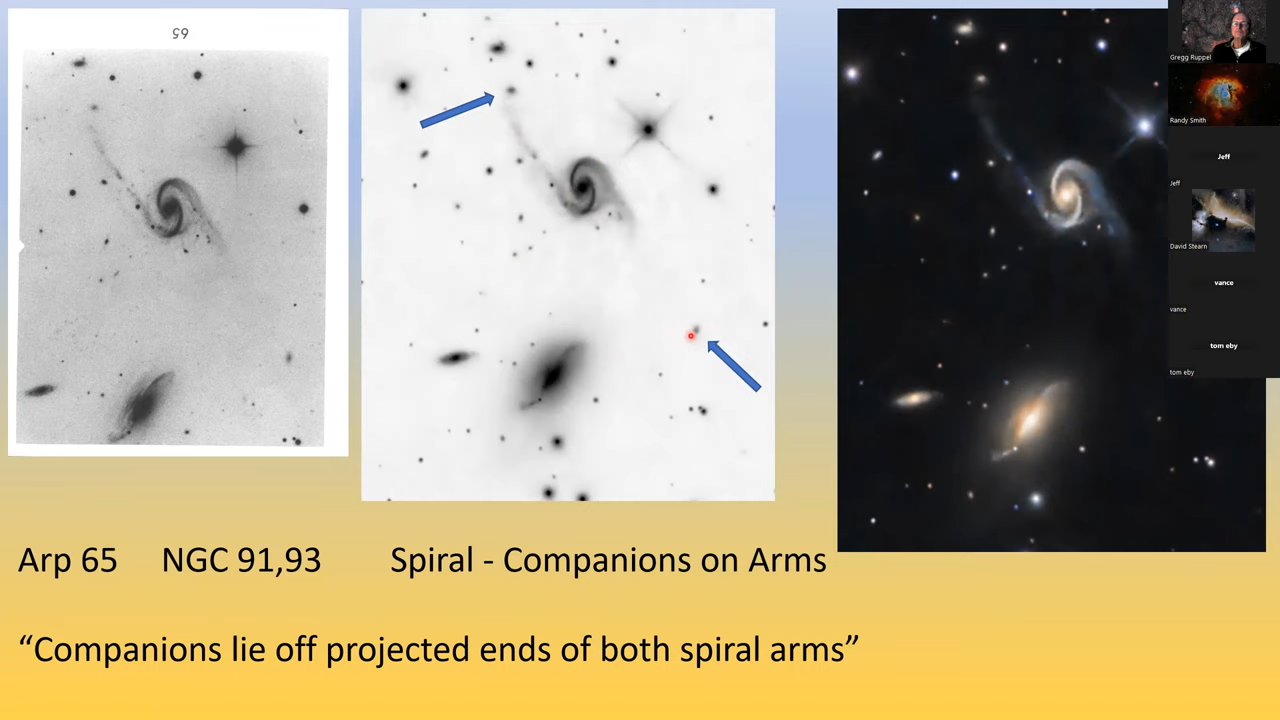 65
Arp 65 NGC 91,93 Spiral - Companions on Arms
“Companions lie off projected ends of both spiral arms”
Gregg Ruppel
Randy Smith
Jeff
Jeff
David Stearn
vance
vance
tom eby
tom eby